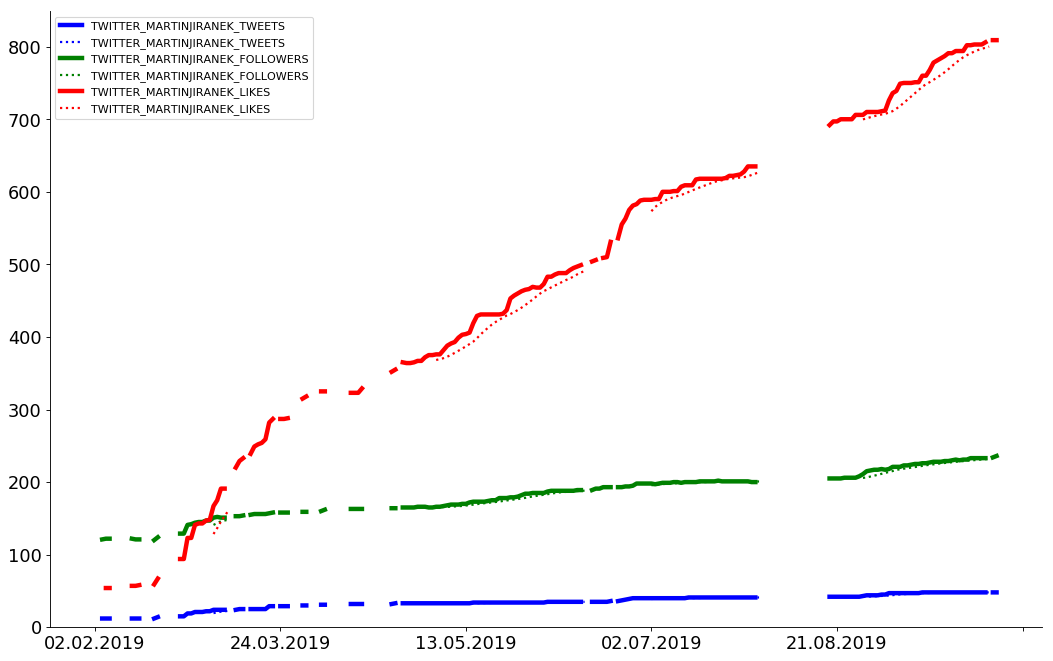 TWITTER_MARTINJIRANEK_TWEETS
TWITTER_MARTINJIRANEK_TWEETS
TWITTER_MARTINJIRANEK_FOLLOWERS
TWITTER_MARTINJIRANEK_FOLLOWERS
TWITTER_MARTINJIRANEK_LIKES
TWITTER_MARTINJIRANEK_LIKES
800
700
600
500
400
300
200
100
0
02.02.2019 24.03.2019 13.05.2019 02.07.2019 21.08.2019